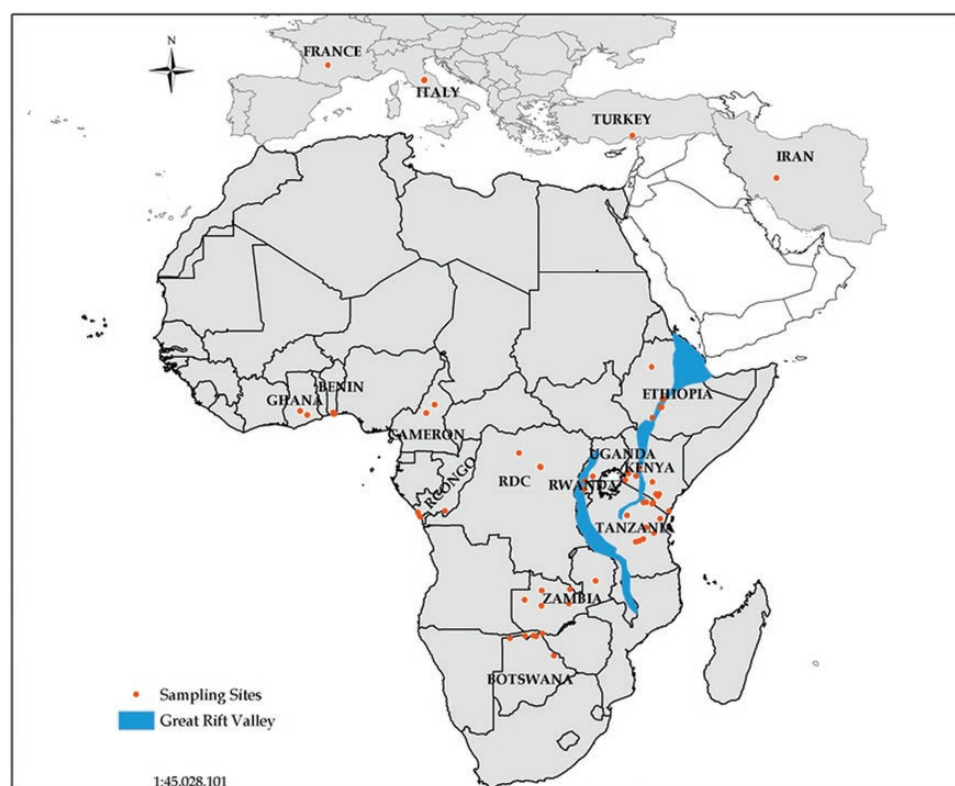 N
FRANCE
ITALY
TURKEY
IRAN
ETHIOPIA
BENIN
GHANA
CAMERON
RCONGO
RDC
UGANDA
KENYA
RWANDA
TANZANIA
ZAMBIA
BOTSWANA
Sampling Sites
Great Rift Valley
1:45,028,101